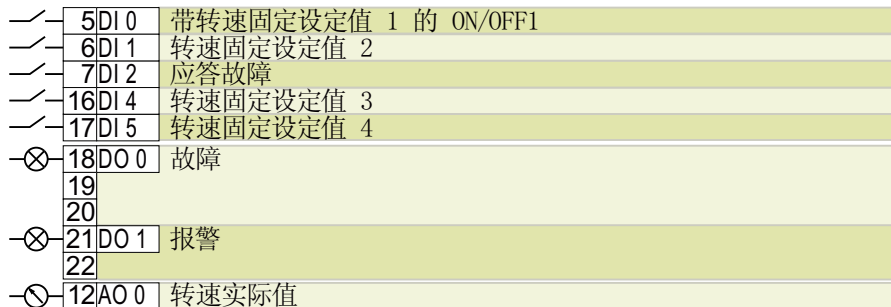 5 DI 0 带转速固定设定值 1 的 ON/OFF1
6 DI 1 转速固定设定值 2
7 DI 2 应答故障
16 DI 4 转速固定设定值 3
17 DI 5 转速固定设定值 4
18 DO 0 故障
19
20
21 DO 1 报警
22
12 AO 0 转速实际值